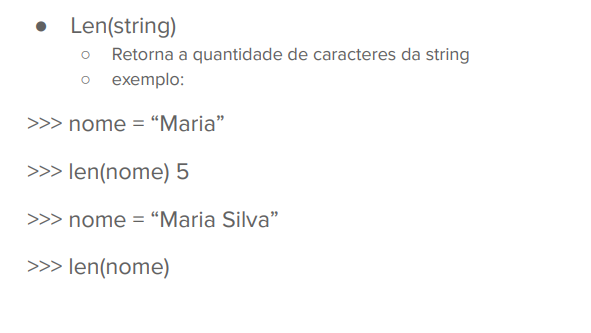 ● Len(string)
○ Retorna a quantidade de caracteres da string
○ exemplo:
>>> nome = “Maria”
>>> len(nome) 5
>>> nome = “Maria Silva”
>>> len(nome)